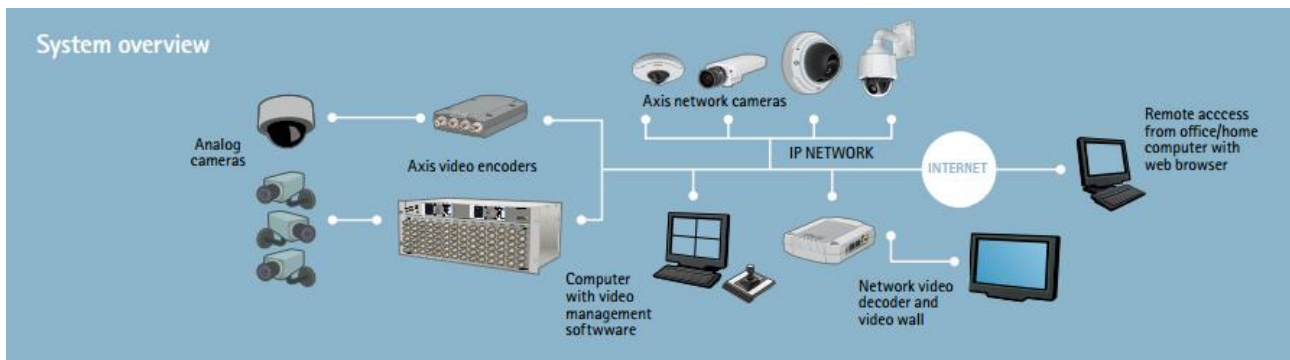 System overview
Analog
cameras
Axis video encoders
Axis network cameras
IP NETWORK
INTERNET
Remote acccess
from office/home
computer with
web browser
Computer
with video
management
softwware
Network video
decoder and
video wall